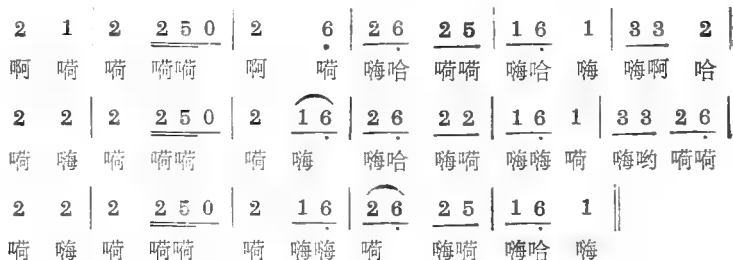 2 1 | 2 2 5 0 | 2 6 | 2 6 2 5 | 1 6 1 | 3 3 2 |
啊 嗬 嗬 嗬嗬 啊 嗬 嗨哈 嗬嗬 嗨哈 嗨 嗨啊 哈
2 2 | 2 2 5 0 | 2 1 6 | 2 6 2 2 | 1 6 1 | 3 3 2 6 |
嗬 嗨 嗬 嗬嗬 嗬 嗨 嗨哈 嗨嗬 嗨嗨 嗬 嗨哟 嗬嗬
2 2 | 2 2 5 0 | 2 1 6 | 2 6 2 5 | 1 6 1 ‖
嗬 嗨 嗬 嗬嗬 嗬 嗨嗨 嗬 嗨嗬 嗨哈 嗨